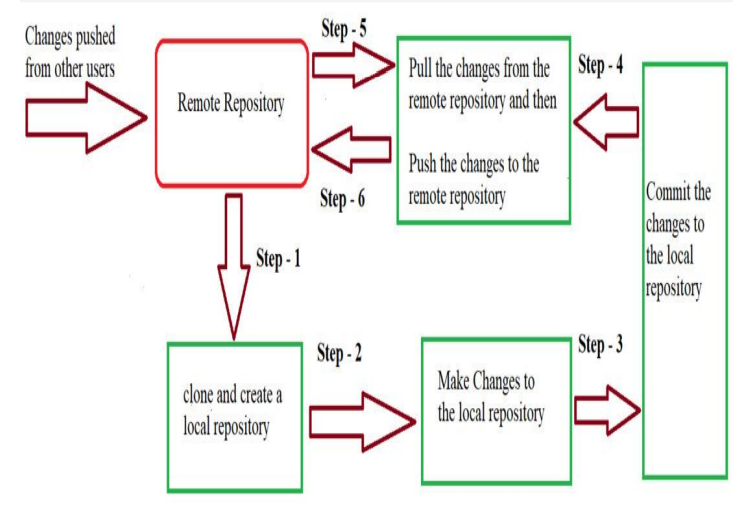 Changes pushed
from other users
Remote Repository
Step - 5
Pull the changes from the
remote repository and then
Push the changes to the
remote repository
Step - 4
Step - 6
Commit the
changes to
the local
repository
Step - 1
clone and create a
local repository
Step - 2
Make Changes to
the local repository
Step - 3